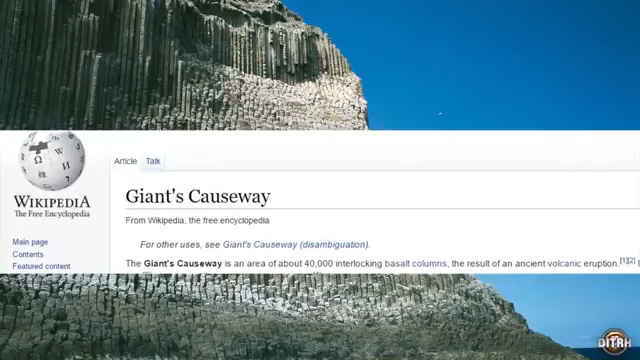 Article Talk
Giant's Causeway
WIKIPEDIA
The Free Encyclopedia
From Wikipedia, the free encyclopedia
Main page
For other uses, see Giant's Causeway (disambiguation).
Contents
Featured content
The Giant's Causeway is an area of about 40,000 interlocking basalt columns, the result of an ancient volcanic eruption.[1][2]
DITRH